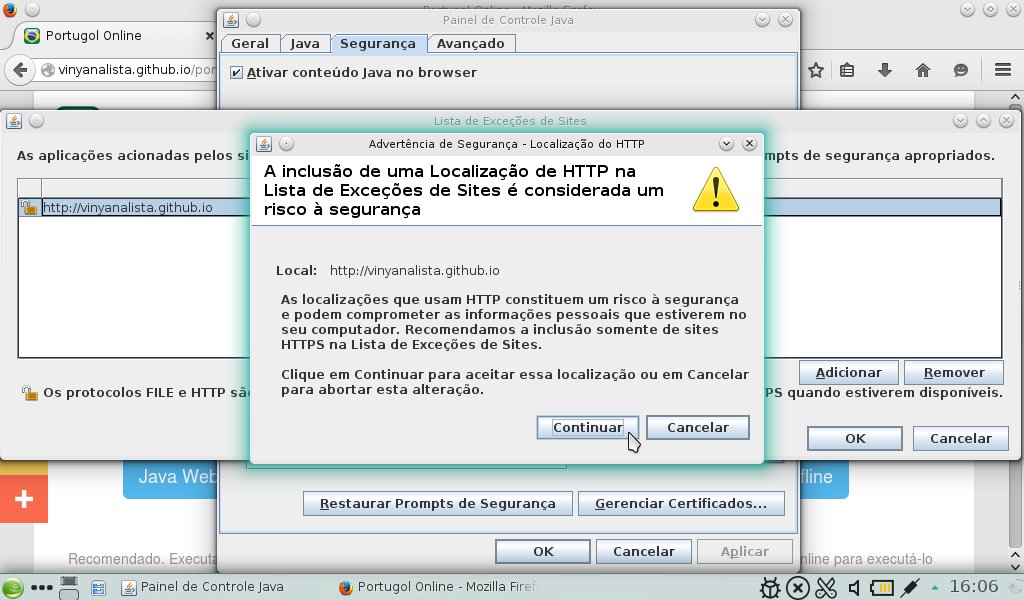 Portugol Online - Mozilla Firefox
Painel de Controle Java
Portugol Online
Geral
Java
Segurança
Avançado
vinyanalista.github.io/por
Ativar conteúdo Java no browser
Lista de Exceções de Sites
Advertência de Segurança - Localização do HTTP
As aplicações acionadas pelos
de segurança apropriados.
A inclusão de uma Localização de HTTP na
Lista de Exceções de Sites é considerada um
risco à segurança
http://vinyanalista.github.io
Local: http://vinyanalista.github.io
As localizações que usam HTTP constituem um risco à segurança
e podem comprometer as informações pessoais que estiverem no
seu computador. Recomendamos a inclusão somente de sites
HTTPS na Lista de Exceções de Sites.
Clique em Continuar para aceitar essa localização ou em Cancelar
para abortar esta alteração.
Continuar
Cancelar
Adicionar
Remover
Os protocolos FILE e HTTP
quando estiverem disponíveis.
OK
Cancelar
Java Web
Restaurar Prompts de Segurança
Gerenciar Certificados...
OK
Cancelar
Aplicar
Recomendado.
para executá-lo
Painel de Controle Java
Portugol Online - Mozilla Firef
16:06